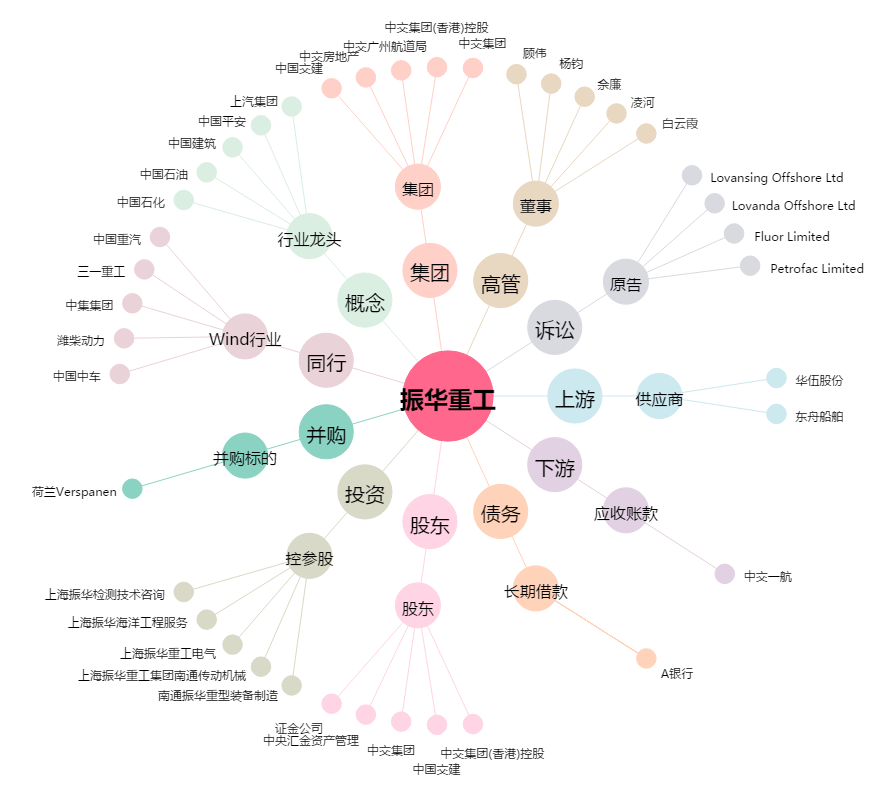 中交集团(香港)控股
中交集团
中交广州航道局
中交房地产
中国交建
顾伟
杨钧
佘廉
凌河
白云霞
上汽集团
中国平安
中国建筑
中国石油
中国石化
Lovansing Offshore Ltd
Lovanda Offshore Ltd
Fluor Limited
Petrofac Limited
集团
董事
行业龙头
集团
高管
原告
概念
诉讼
中国重汽
三一重工
中集集团
潍柴动力
中国中车
Wind行业
同行
振华重工
上游
供应商
华伍股份
东舟船舶
并购
并购标的
荷兰Verspanen
下游
应收账款
中交一航
投资
股东
债务
控参股
长期借款
股东
A银行
上海振华检测技术咨询
上海振华海洋工程服务
上海振华重工电气
上海振华重工集团南通传动机械
南通振华重型装备制造
证金公司
中央汇金资产管理
中交集团
中国交建
中交集团(香港)控股